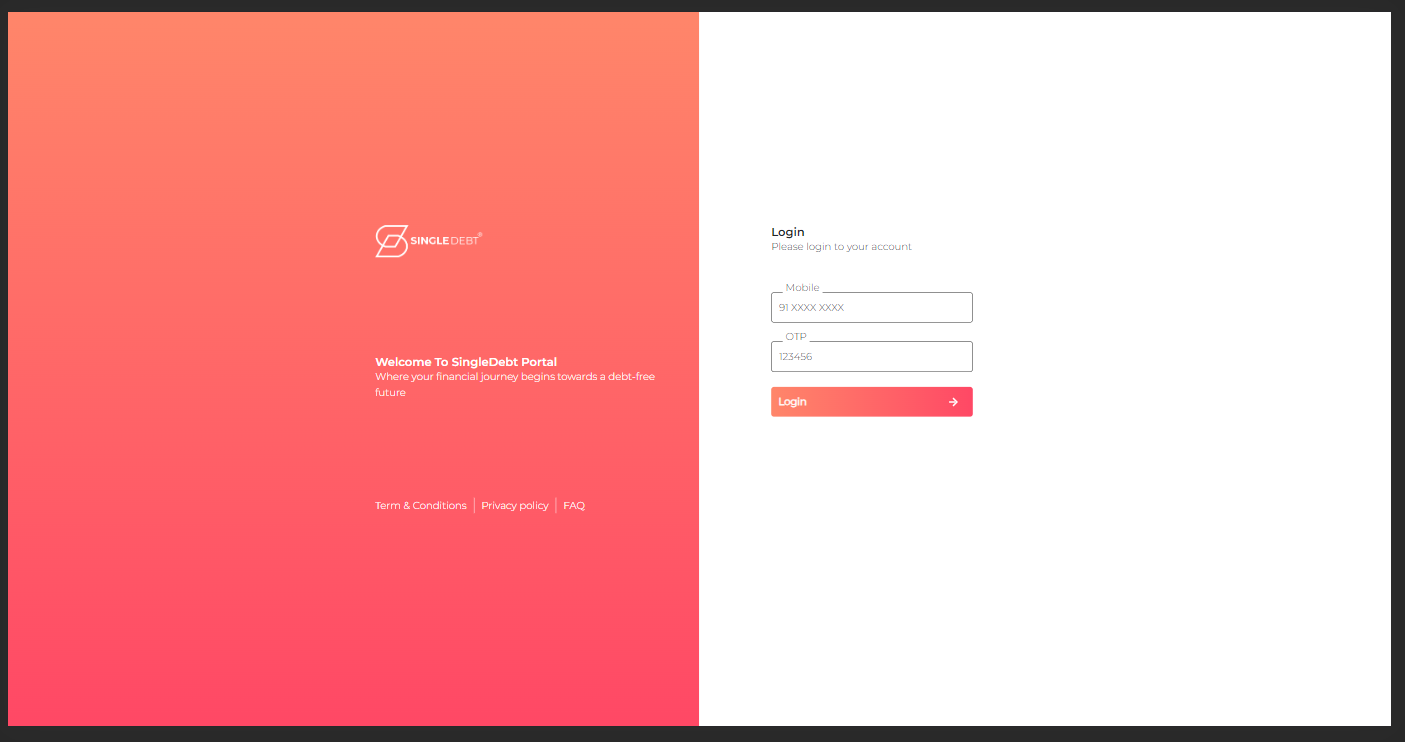 SINGLEDEBT®
Welcome To SingleDebt Portal
Where your financial journey begins towards a debt-free
future
Term & Conditions | Privacy policy | FAQ
Login
Please login to your account
Mobile
91 XXXX XXXX
OTP
123456
Login